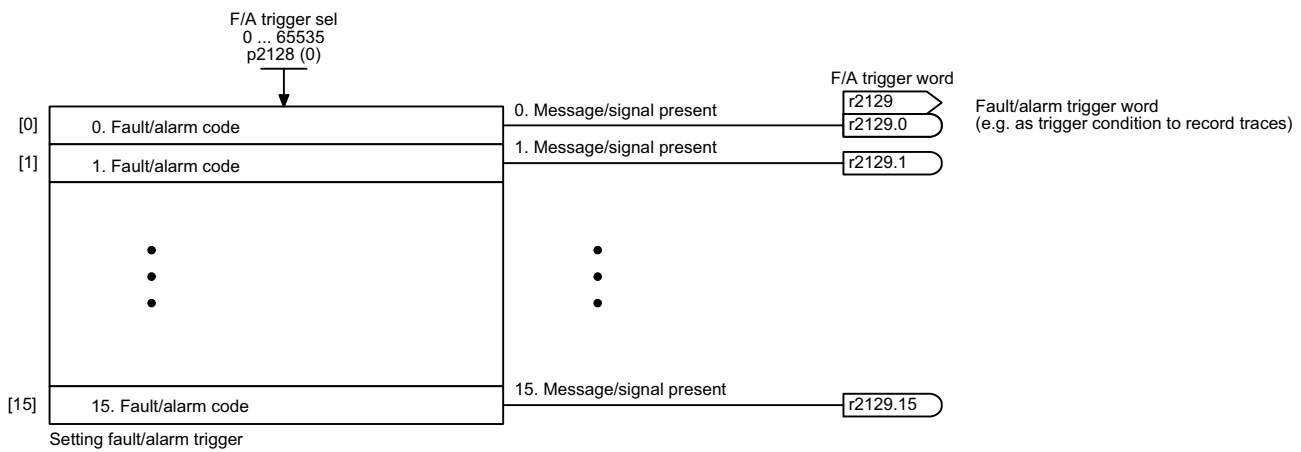 F/A trigger sel
0 ... 65535
p2128 (0)
F/A trigger word
r2129
Fault/alarm trigger word
(e.g. as trigger condition to record traces)
[0]
0. Fault/alarm code
0. Message/signal present
r2129.0
[1]
1. Fault/alarm code
1. Message/signal present
r2129.1
[15]
15. Fault/alarm code
15. Message/signal present
r2129.15
Setting fault/alarm trigger